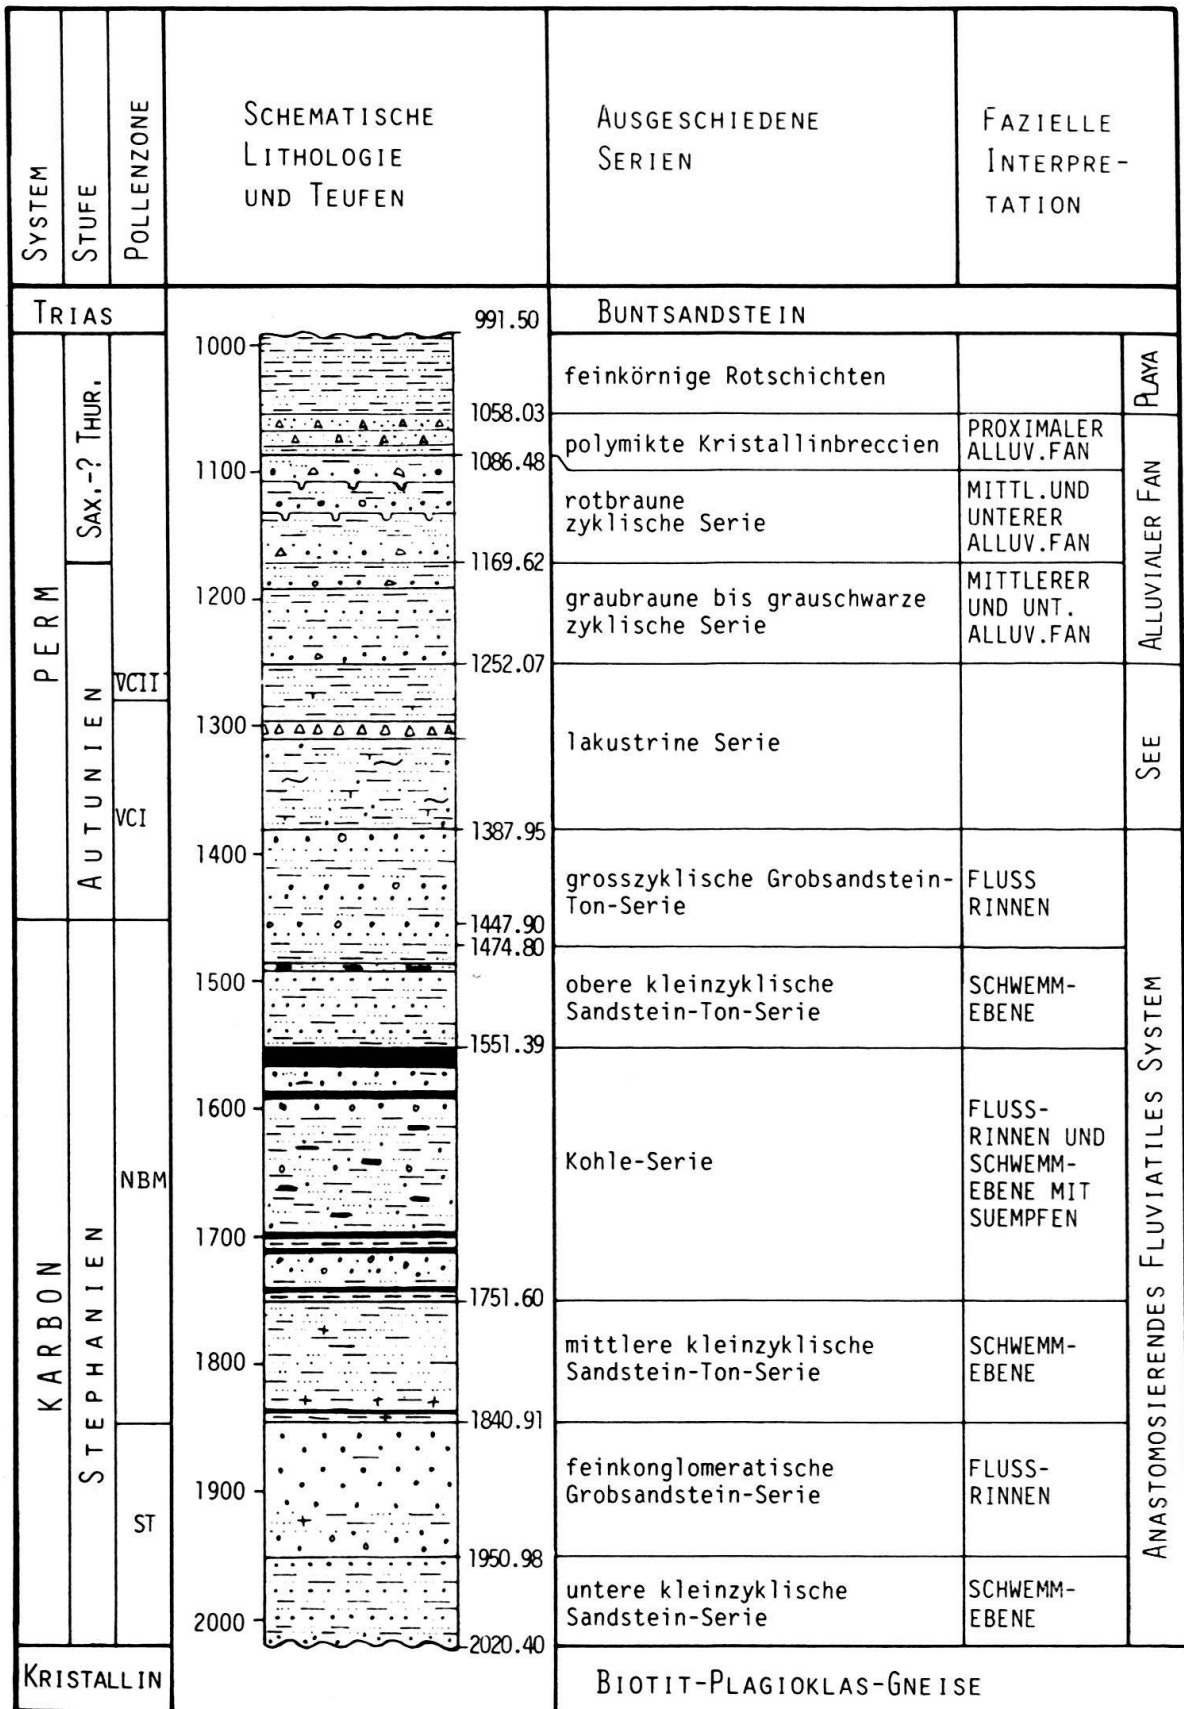 SYSTEM
STUFE
POLLENZONE
SCHEMATISCHE
LITHOLOGIE
UND TEUFEN
AUSGESCHIEDENE
SERIEN
FAZIELLE
INTERPRE-
TATION
TRIAS
BUNTSANDSTEIN
991.50
1000
feinkörnige Rotschichten
PLAYA
PERM
SAX.-? THUR.
1058.03
polymikte Kristallinbreccien
PROXIMALER
ALLUV.FAN
ALLUVIALER FAN
1086.48
1100
rotbraune
zyklische Serie
MITTL.UND
UNTERER
ALLUV.FAN
1169.62
1200
graubraune bis grauschwarze
zyklische Serie
MITTLERER
UND UNT.
ALLUV.FAN
1252.07
AUTUNIEN
VCII
1300
lakustrine Serie
SEE
VCI
1387.95
1400
grosszyklische Grobsandstein-
Ton-Serie
FLUSS
RINNEN
1447.90
1474.80
KARBON
STEPHANIEN
NBM
1500
obere kleinzyklische
Sandstein-Ton-Serie
SCHWEMM-
EBENE
ANASTOMOSIERENDES FLUVIATILES SYSTEM
1551.39
1600
Kohle-Serie
FLUSS-
RINNEN UND
SCHWEMM-
EBENE MIT
SUEMPFEN
1700
1751.60
mittlere kleinzyklische
Sandstein-Ton-Serie
SCHWEMM-
EBENE
1800
1840.91
feinkonglomeratische
Grobsandstein-Serie
FLUSS-
RINNEN
1900
ST
1950.98
untere kleinzyklische
Sandstein-Serie
SCHWEMM-
EBENE
2000
2020.40
KRISTALLIN
BIOTIT-PLAGIOKLAS-GNEISE